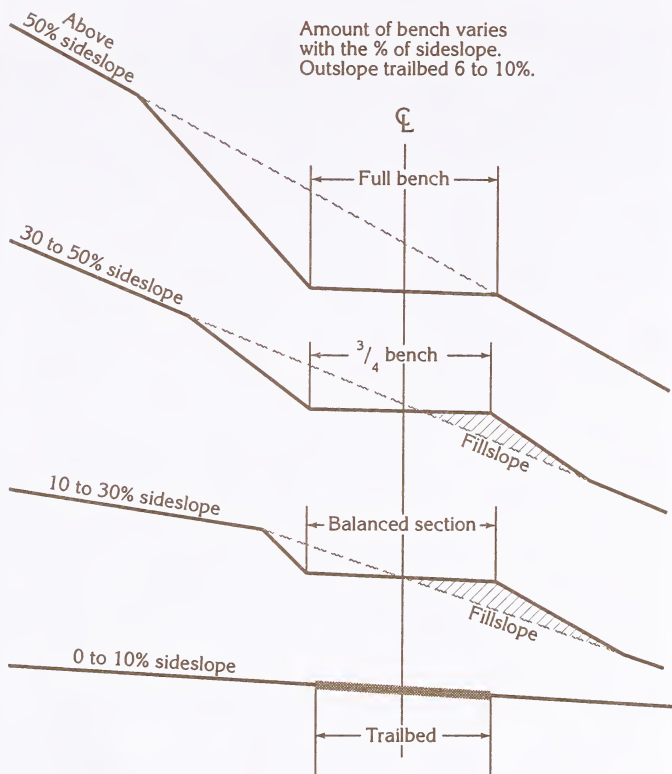 Above
50% sideslope
Amount of bench varies
with the % of sideslope.
Outslope trailbed 6 to 10%.
℄
Full bench
30 to 50% sideslope
3/4 bench
Fillslope
10 to 30% sideslope
Balanced section
Fillslope
0 to 10% sideslope
Trailbed